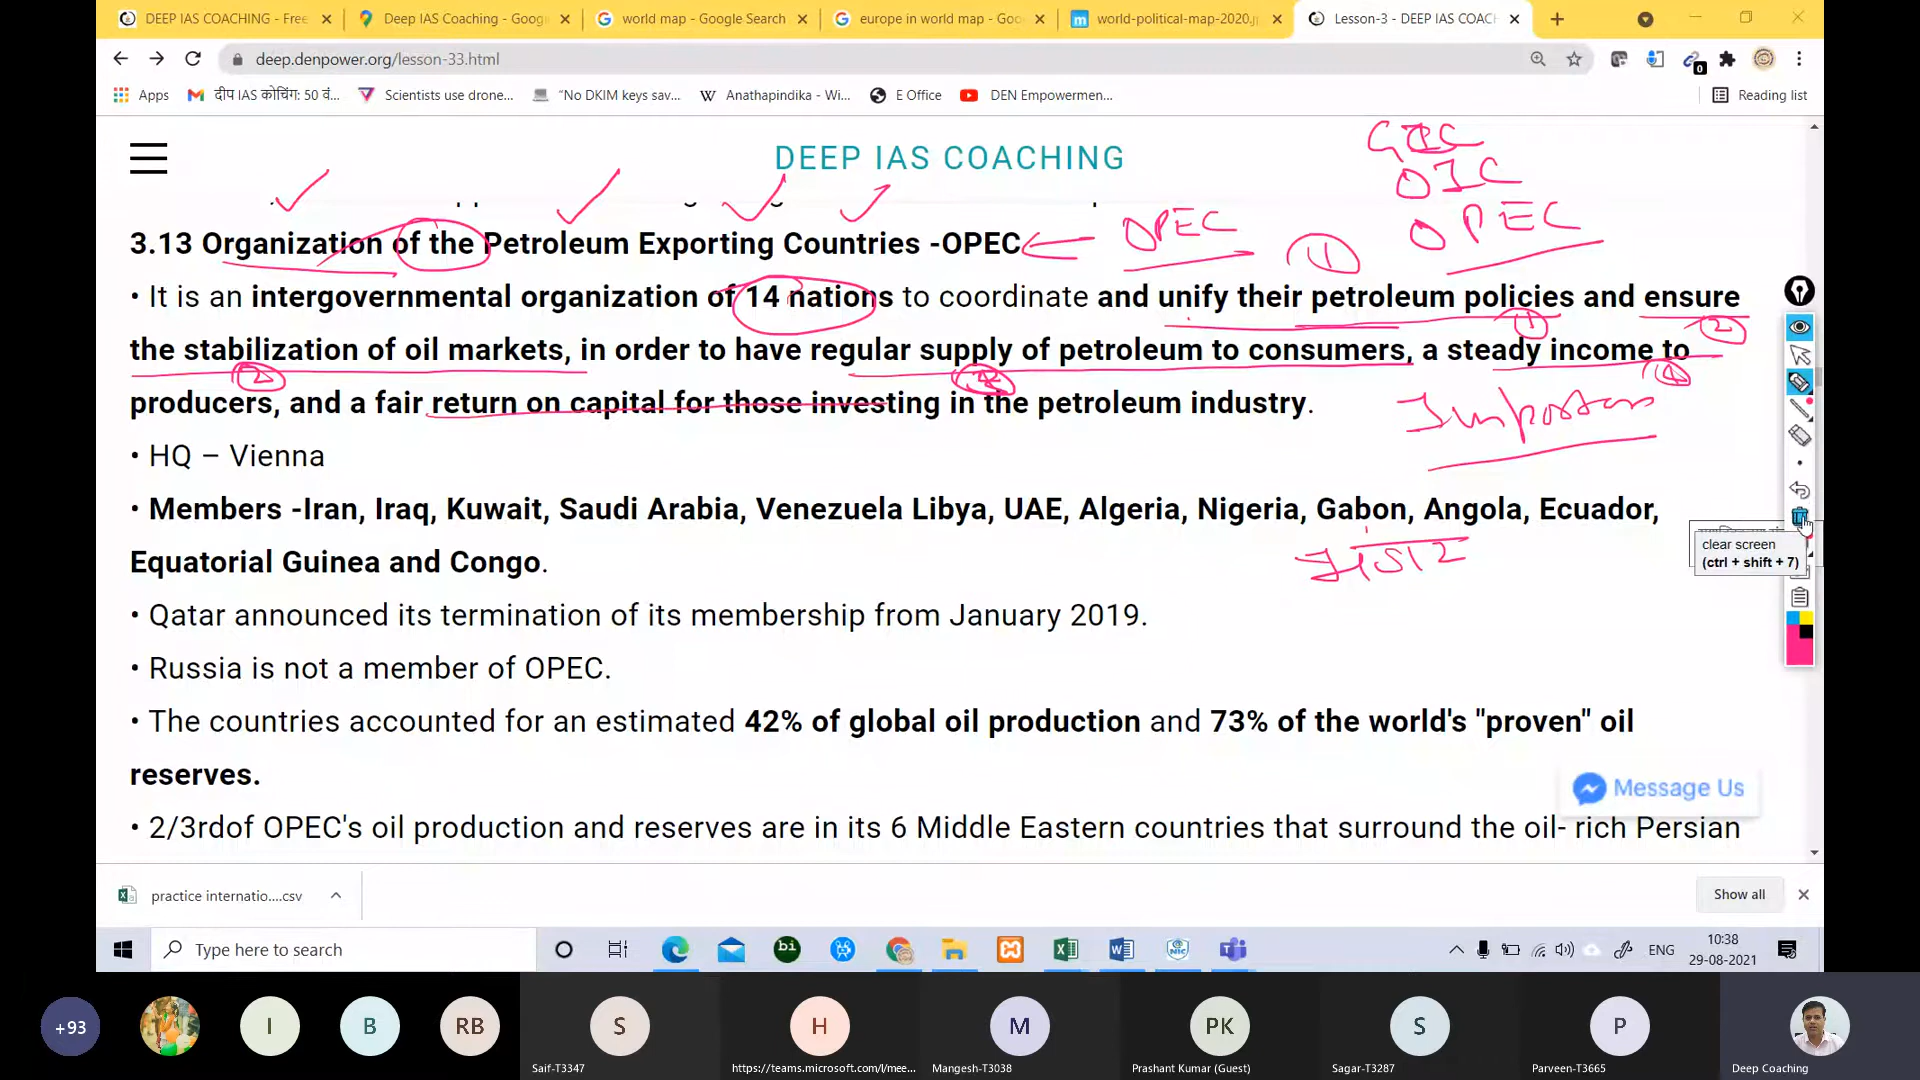 DEEP IAS COACHING - Free
Deep IAS Coaching - Googl
world map - Google Search
europe in world map - Goo
world-political-map-2020.j
Lesson-3 - DEEP IAS COACH
deep.denpower.org/lesson-33.html
0
Apps
दीप IAS कोचिंग: 50 वं...
Scientists use drone...
"No DKIM keys sav...
Anathapindika - Wi...
E Office
DEN Empowermen...
Reading list
DEEP IAS COACHING
OIC
OPEC
3.13 Organization of the Petroleum Exporting Countries -OPEC
OPEC
1
• It is an intergovernmental organization of 14 nations to coordinate and unify their petroleum policies and ensure
1
2
the stabilization of oil markets, in order to have regular supply of petroleum to consumers, a steady income to
2
4
producers, and a fair return on capital for those investing in the petroleum industry.
• HQ – Vienna
• Members -Iran, Iraq, Kuwait, Saudi Arabia, Venezuela Libya, UAE, Algeria, Nigeria, Gabon, Angola, Ecuador,
Equatorial Guinea and Congo.
clear screen
(ctrl + shift + 7)
• Qatar announced its termination of its membership from January 2019.
• Russia is not a member of OPEC.
• The countries accounted for an estimated 42% of global oil production and 73% of the world's "proven" oil
reserves.
Message Us
• 2/3rdof OPEC's oil production and reserves are in its 6 Middle Eastern countries that surround the oil- rich Persian
practice internatio....csv
Show all
Type here to search
bi
NIC
ENG
10:38
29-08-2021
+93
I
B
RB
S
H
M
PK
S
P
Saif-T3347
https://teams.microsoft.com/l/mee...
Mangesh-T3038
Prashant Kumar (Guest)
Sagar-T3287
Parveen-T3665
Deep Coaching